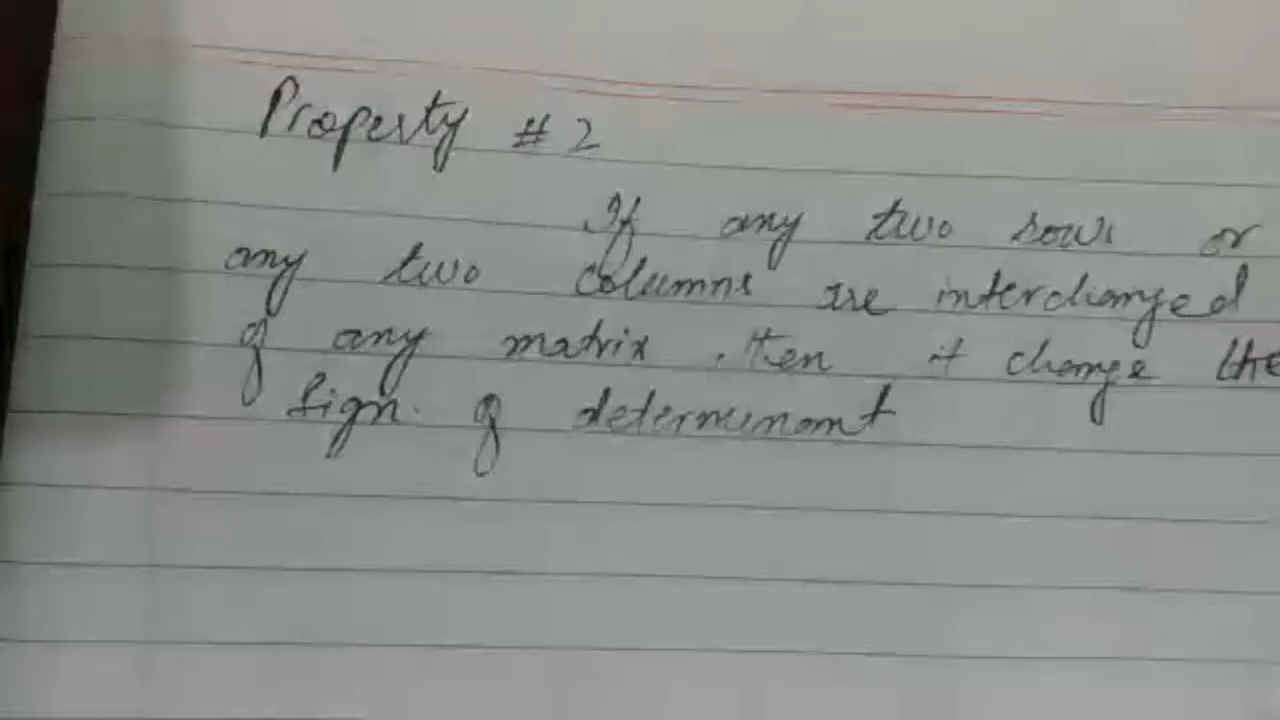 Property # 2
If any two rows or
any two columns are interchanged
of any matrix, then it change the
sign of determinant